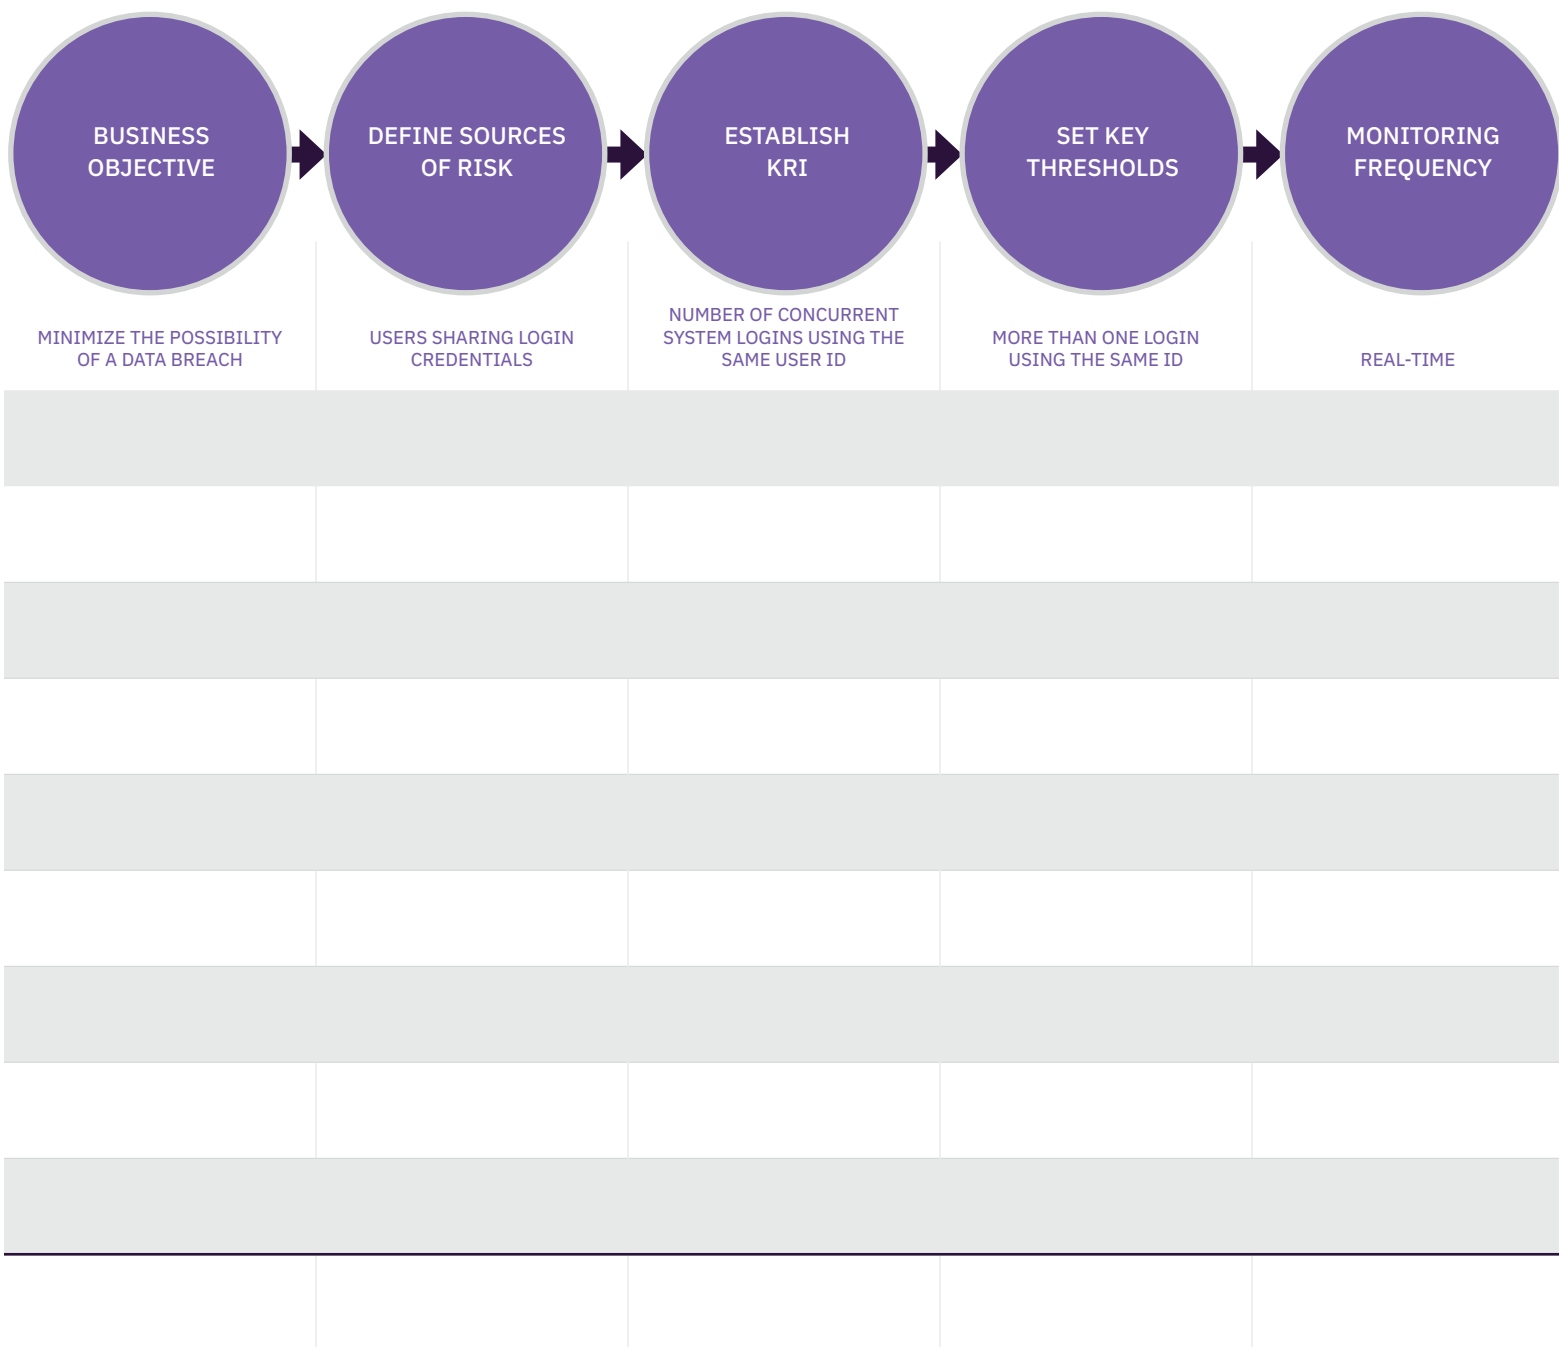 BUSINESS
OBJECTIVE
DEFINE SOURCES
OF RISK
ESTABLISH
KRI
SET KEY
THRESHOLDS
MONITORING
FREQUENCY
MINIMIZE THE POSSIBILITY
OF A DATA BREACH
USERS SHARING LOGIN
CREDENTIALS
NUMBER OF CONCURRENT
SYSTEM LOGINS USING THE
SAME USER ID
MORE THAN ONE LOGIN
USING THE SAME ID
REAL-TIME